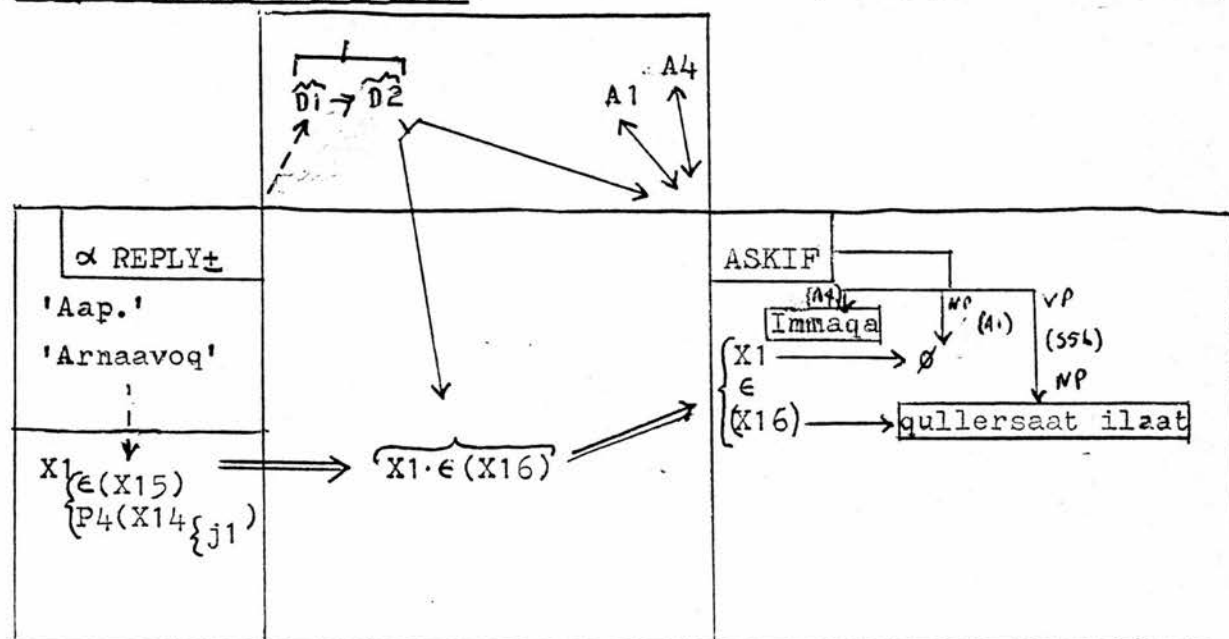 D1 → D2
A1 A4
α REPLY±
'Aap.'
'Arnaavoq'
X1{ϵ(X15)
{P4(X14{j1)
X1·ϵ(X16)
ASKIF
(A4)
Immaqa
NP
(A1)
VP
(S5b)
NP
X1 → ø
ϵ
(X16) → qullersaat ilaat